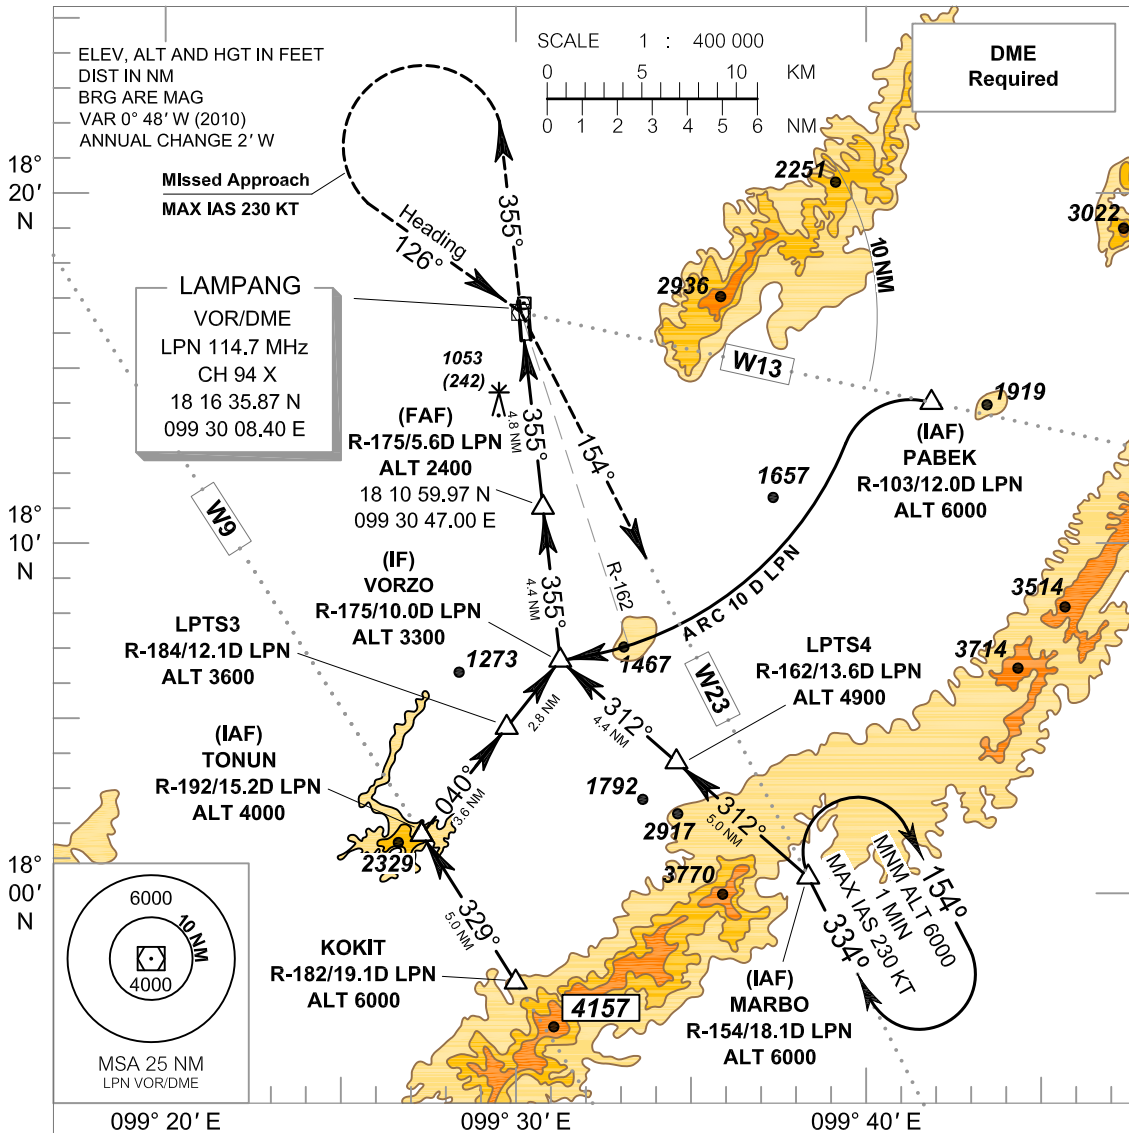 ELEV, ALT AND HGT IN FEET
DIST IN NM
BRG ARE MAG
VAR 0° 48′ W (2010)
ANNUAL CHANGE 2′ W
SCALE 1 : 400 000
0 5 10 KM
0 1 2 3 4 5 6 NM
DME
Required
18°
20′
N
MIssed Approach
MAX IAS 230 KT
Heading
126°
355°
2251
3022
10 NM
2936
LAMPANG
VOR/DME
LPN 114.7 MHz
CH 94 X
18 16 35.87 N
099 30 08.40 E
1053
(242)
4.8 NM
355°
W13
1919
(FAF)
R-175/5.6D LPN
ALT 2400
18 10 59.97 N
099 30 47.00 E
154°
1657
(IAF)
PABEK
R-103/12.0D LPN
ALT 6000
W9
18°
10′
N
(IF)
VORZO
R-175/10.0D LPN
ALT 3300
355°
4.4 NM
R-162
ARC 10 D LPN
3514
LPTS3
R-184/12.1D LPN
ALT 3600
1273
1467
W23
LPTS4
R-162/13.6D LPN
ALT 4900
3714
2.8 NM
312°
4.4 NM
(IAF)
TONUN
R-192/15.2D LPN
ALT 4000
040°
3.6 NM
1792
2917
312°
5.0 NM
2329
3770
18°
00′
N
154°
MNM ALT 6000
1 MIN
MAX IAS 230 KT
334°
6000
10 NM
4000
MSA 25 NM
LPN VOR/DME
329°
5.0 NM
KOKIT
R-182/19.1D LPN
ALT 6000
4157
(IAF)
MARBO
R-154/18.1D LPN
ALT 6000
099° 20′ E
099° 30′ E
099° 40′ E